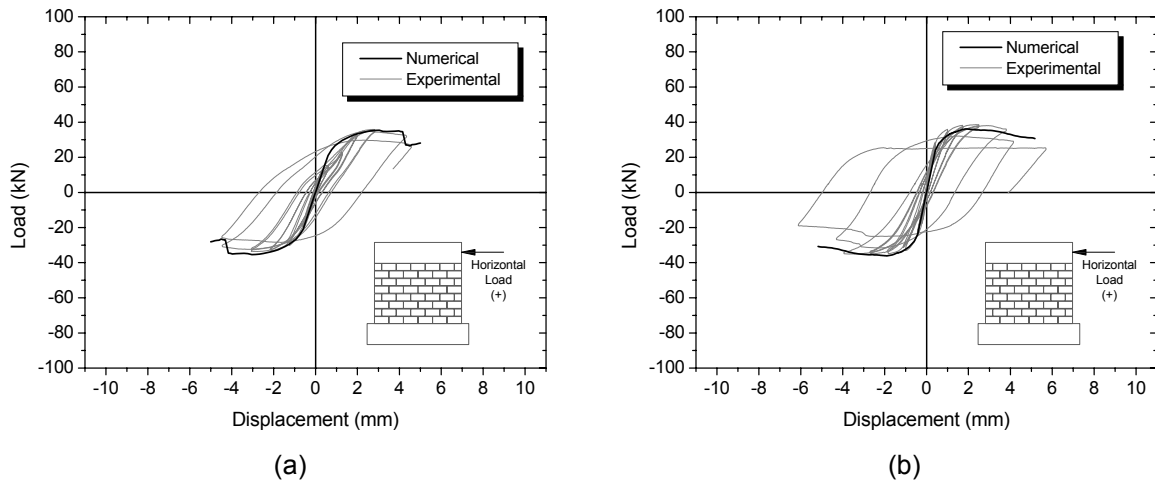 100
80
60
40
20
0
-20
-40
-60
-80
-100
Load (kN)
-10 -8 -6 -4 -2 0 2 4 6 8 10
Displacement (mm)
Numerical
Experimental
Horizontal
Load
(+)
(a)
100
80
60
40
20
0
-20
-40
-60
-80
-100
Load (kN)
-10 -8 -6 -4 -2 0 2 4 6 8 10
Displacement (mm)
Numerical
Experimental
Horizontal
Load
(+)
(b)